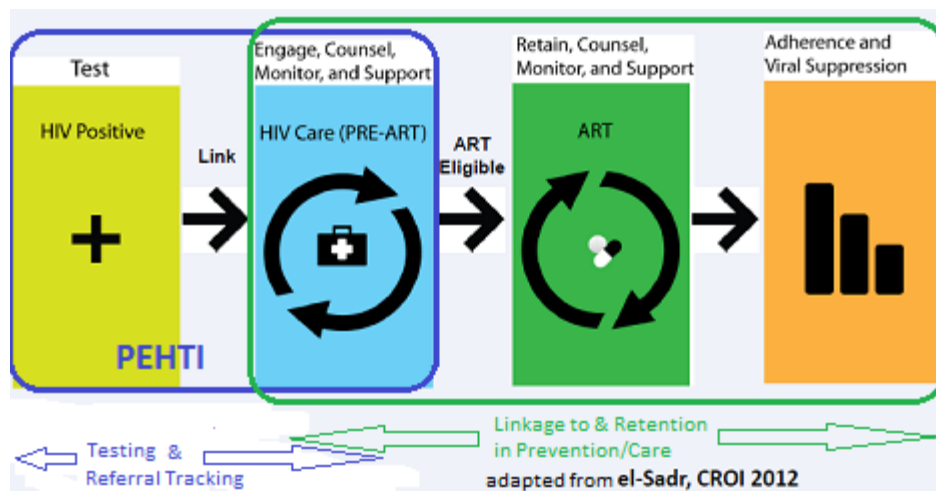 Test
Engage, Counsel,
Monitor, and Support
Retain, Counsel,
Monitor, and Support
Adherence and
Viral Suppression
HIV Positive
Link
HIV Care (PRE-ART)
ART
Eligible
ART
PEHTI
Testing &
Referral Tracking
Linkage to & Retention
in Prevention/Care
adapted from el-Sadr, CROI 2012